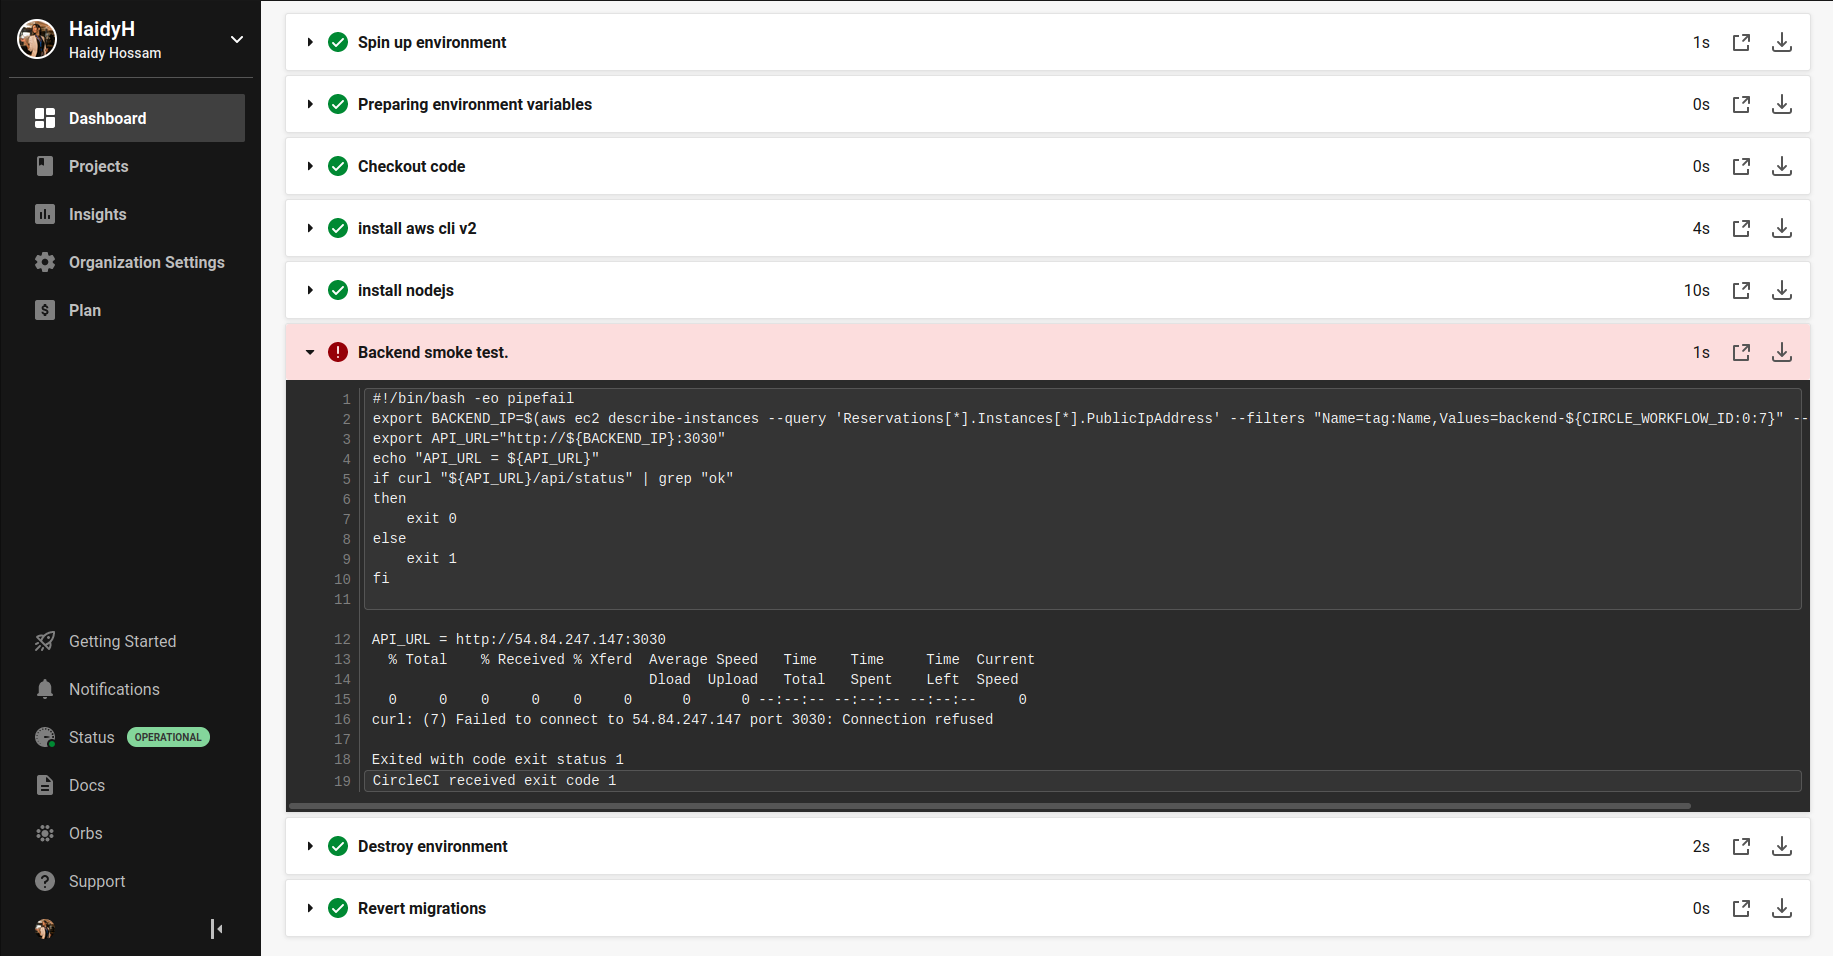 HaidyH
Haidy Hossam
Dashboard
Projects
Insights
Organization Settings
Plan
Getting Started
Notifications
Status OPERATIONAL
Docs
Orbs
Support
Spin up environment 1s
Preparing environment variables 0s
Checkout code 0s
install aws cli v2 4s
install nodejs 10s
Backend smoke test. 1s
1 #!/bin/bash -eo pipefail
2 export BACKEND_IP=$(aws ec2 describe-instances --query 'Reservations[*].Instances[*].PublicIpAddress' --filters "Name=tag:Name,Values=backend-${CIRCLE_WORKFLOW_ID:0:7}" --
3 export API_URL="http://${BACKEND_IP}:3030"
4 echo "API_URL = ${API_URL}"
5 if curl "${API_URL}/api/status" | grep "ok"
6 then
7     exit 0
8 else
9     exit 1
10 fi
11
12 API_URL = http://54.84.247.147:3030
13   % Total    % Received % Xferd  Average Speed   Time    Time     Time  Current
14                                  Dload  Upload   Total   Spent    Left  Speed
15   0     0    0     0    0     0      0      0 --:--:-- --:--:-- --:--:--     0
16 curl: (7) Failed to connect to 54.84.247.147 port 3030: Connection refused
17
18 Exited with code exit status 1
19 CircleCI received exit code 1
Destroy environment 2s
Revert migrations 0s